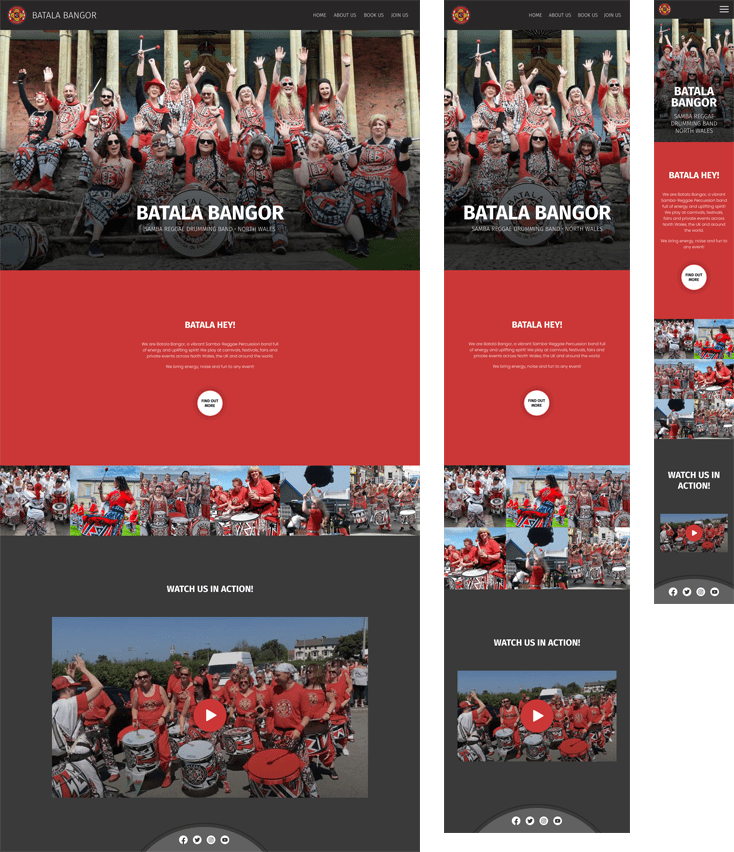 BATALA BANGOR
HOME ABOUT US BOOK US JOIN US
BATALA BANGOR
SAMBA REGGAE DRUMMING BAND - NORTH WALES
BATALA HEY!
We are Batala Bangor, a vibrant Sambar Reggae Percussion band full
of energy and uplifting spirit! We play at carnivals, festivals, fairs and
private events across North Wales, the UK and around the world.
We bring energy, noise and fun to any event!
FIND OUT
MORE
WATCH US IN ACTION!
HOME ABOUT US BOOK US JOIN US
BATALA BANGOR
SAMBA REGGAE DRUMMING BAND - NORTH WALES
BATALA HEY!
We are Batala Bangor, a vibrant Sambar Reggae Percussion band full
of energy and uplifting spirit! We play at carnivals, festivals, fairs and
private events across North Wales, the UK and around the world.
We bring energy, noise and fun to any event!
FIND OUT
MORE
WATCH US IN ACTION!
BATALA
BANGOR
SAMBA REGGAE
DRUMMING BAND
NORTH WALES
BATALA HEY!
We are Batala Bangor, a vibrant
Sambar Reggae Percussion band
full of energy and uplifting spirit!
We play at carnivals, festivals,
fairs and private events across
North Wales, the UK and around
the world.
We bring energy, noise and fun to
any event!
FIND OUT
MORE
WATCH US IN
ACTION!